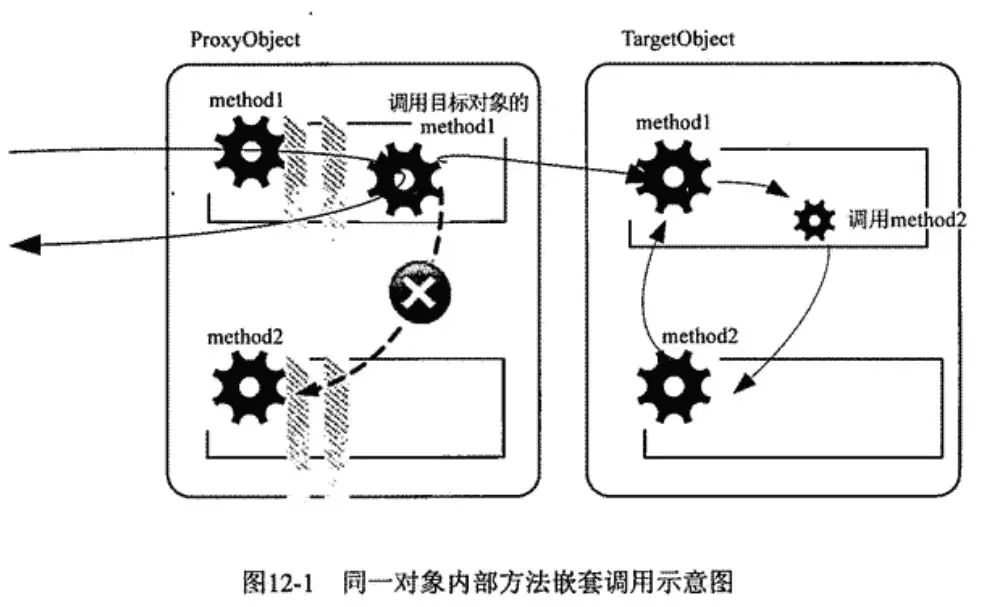 ProxyObject
TargetObject
method1
调用目标对象的
method1
method1
调用method2
method2
method2
图12-1 同一对象内部方法嵌套调用示意图